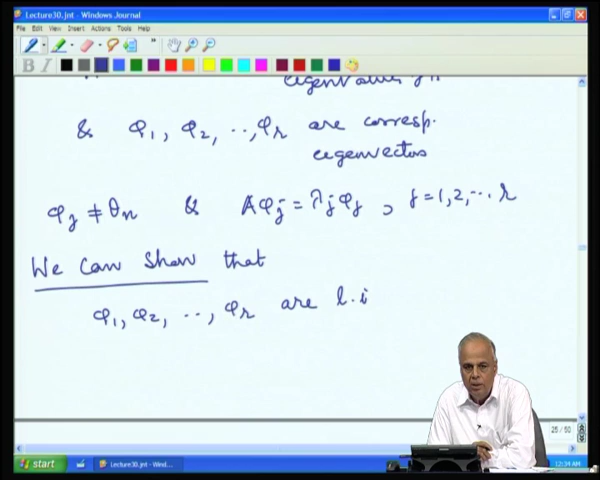 Lecture30.jnt - Windows Journal
File Edit View Insert Actions Tools Help
B I
eigenvalues of A
& φ₁, φ₂, .., φᵣ are corresp.
eigenvectors
φⱼ ≠ θₙ & Aφⱼ = λⱼφⱼ, j = 1, 2, .. r
We can show that
φ₁, φ₂, .., φᵣ are l.i
25 / 50
start
Lecture30.jnt - Wind...
12:34 AM